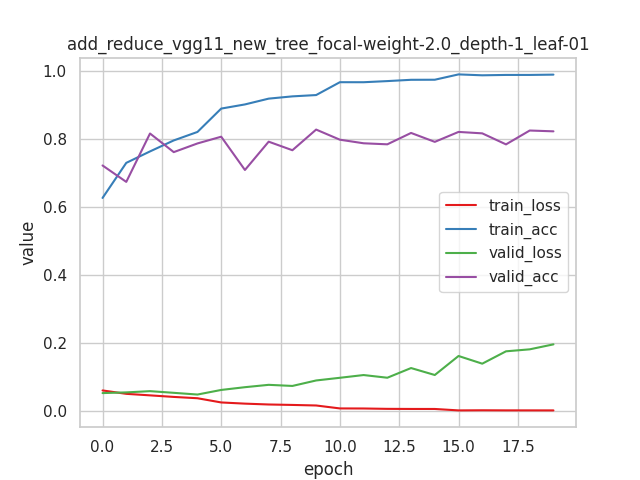 add_reduce_vgg11_new_tree_focal-weight-2.0_depth-1_leaf-01
1.0
0.8
0.6
0.4
0.2
0.0
value
train_loss
train_acc
valid_loss
valid_acc
0.0 2.5 5.0 7.5 10.0 12.5 15.0 17.5
epoch